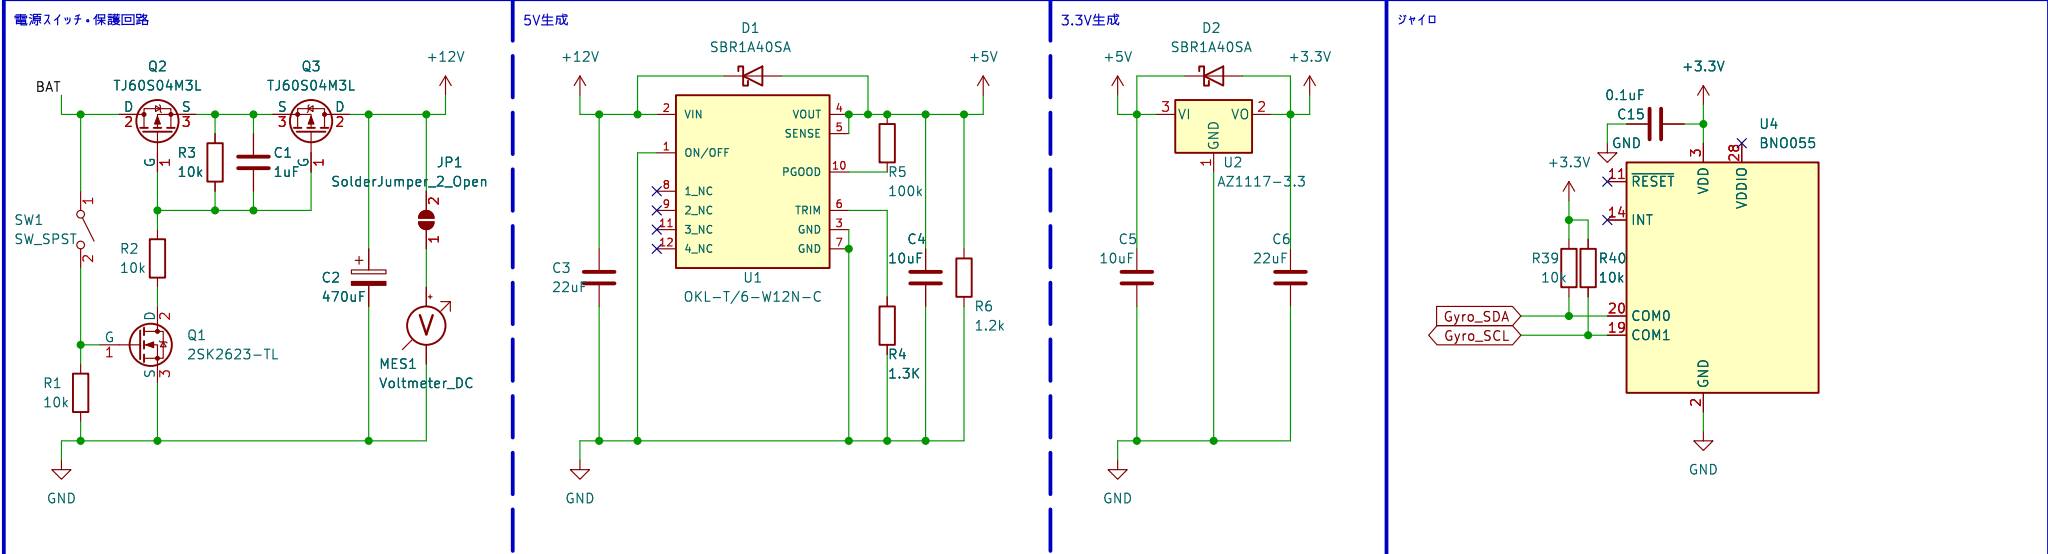 電源スイッチ・保護回路
BAT
Q2
TJ60S04M3L
D
2
S
3
G
1
Q3
TJ60S04M3L
S
3
D
2
G
1
+12V
R3
10k
C1
1uF
JP1
SolderJumper_2_Open
2
1
SW1
SW_SPST
1
2
R2
10k
C2
470uF
+
D
2
G
1
S
3
Q1
2SK2623-TL
R1
10k
V
+
MES1
Voltmeter_DC
GND
5V生成
+12V
D1
SBR1A40SA
+5V
2
VIN
1
ON/OFF
8
1_NC
9
2_NC
11
3_NC
12
4_NC
VOUT
4
SENSE
5
PGOOD
10
TRIM
6
GND
3
GND
7
U1
OKL-T/6-W12N-C
R5
100k
C3
22uF
C4
10uF
R6
1.2k
R4
1.3K
GND
3.3V生成
+5V
D2
SBR1A40SA
+3.3V
3
VI
VO
2
GND
1
U2
AZ1117-3.3
C5
10uF
C6
22uF
GND
ジャイロ
+3.3V
0.1uF
C15
GND
U4
BNO055
+3.3V
3
VDD
28
VDDIO
11
RESET
14
INT
R39
10k
R40
10k
Gyro_SDA
20
COM0
Gyro_SCL
19
COM1
GND
2
GND